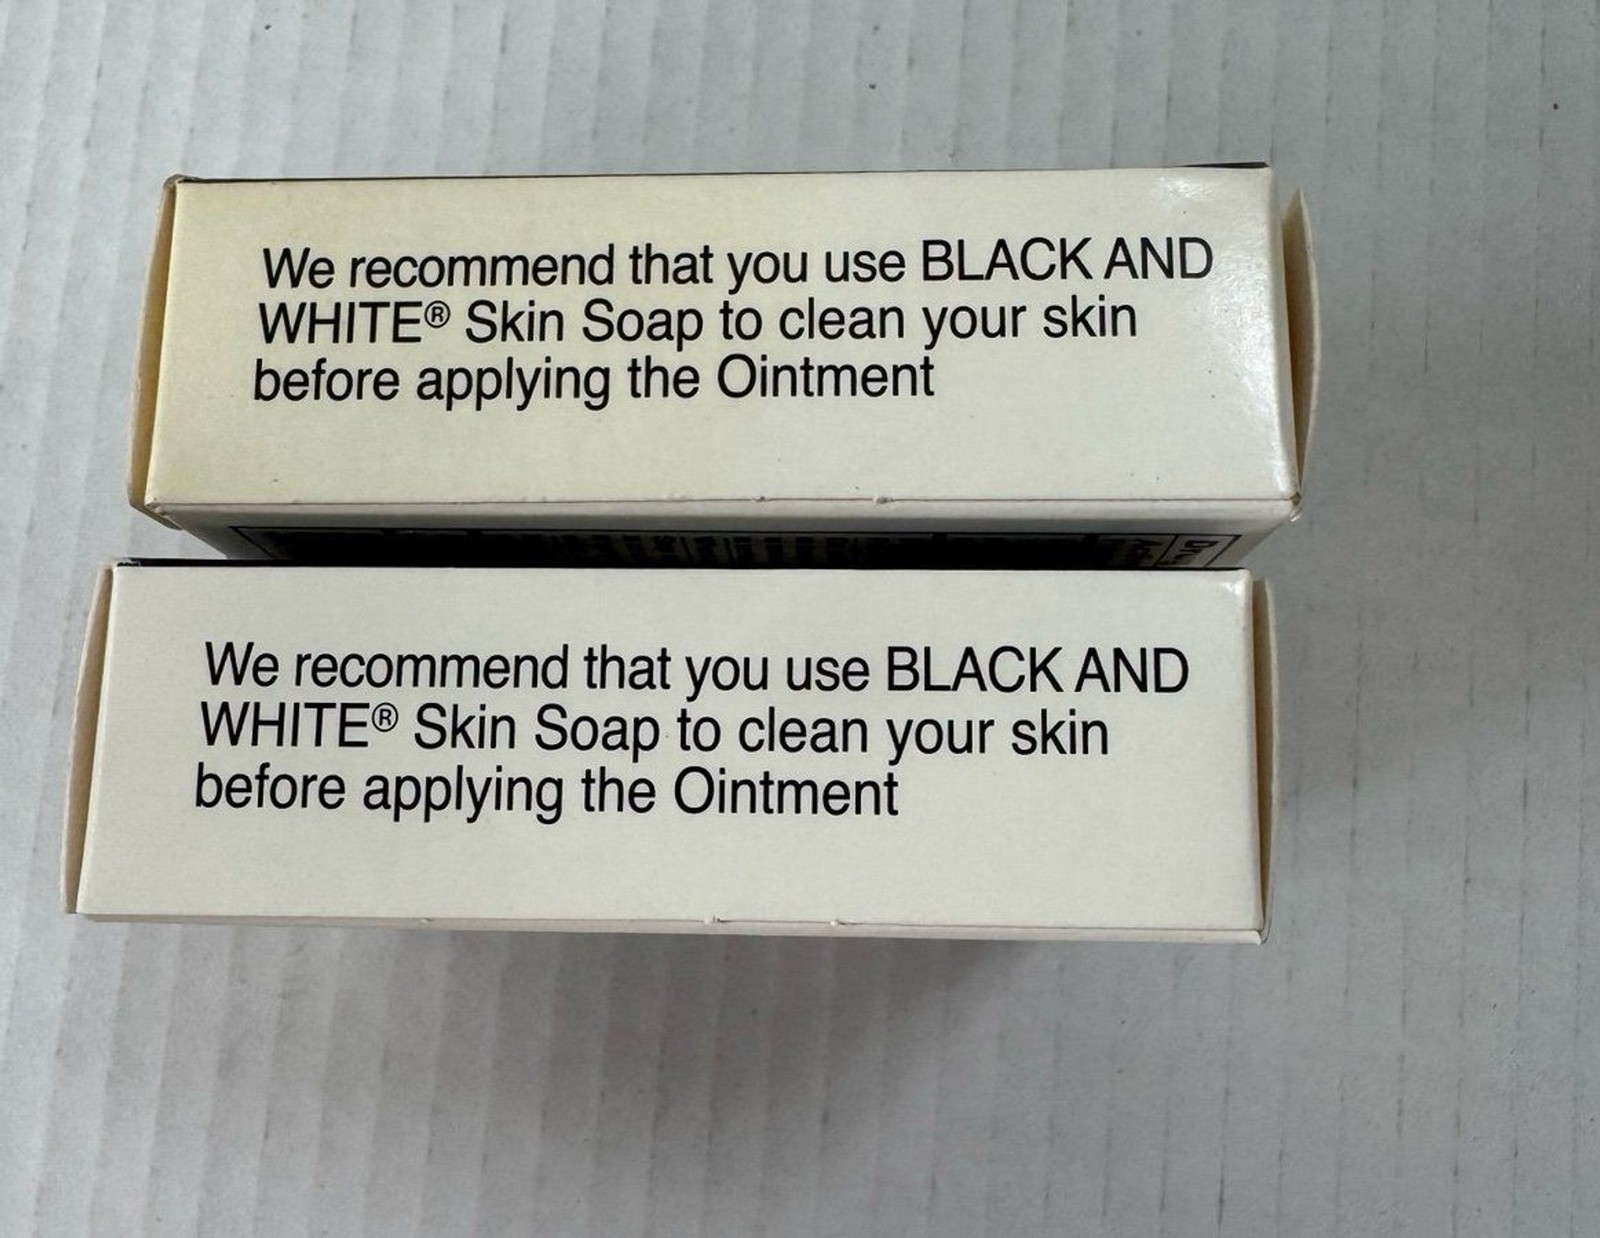 We recommend that you use BLACK AND
WHITE® Skin Soap to clean your skin
before applying the Ointment
We recommend that you use BLACK AND
WHITE® Skin Soap to clean your skin
before applying the Ointment